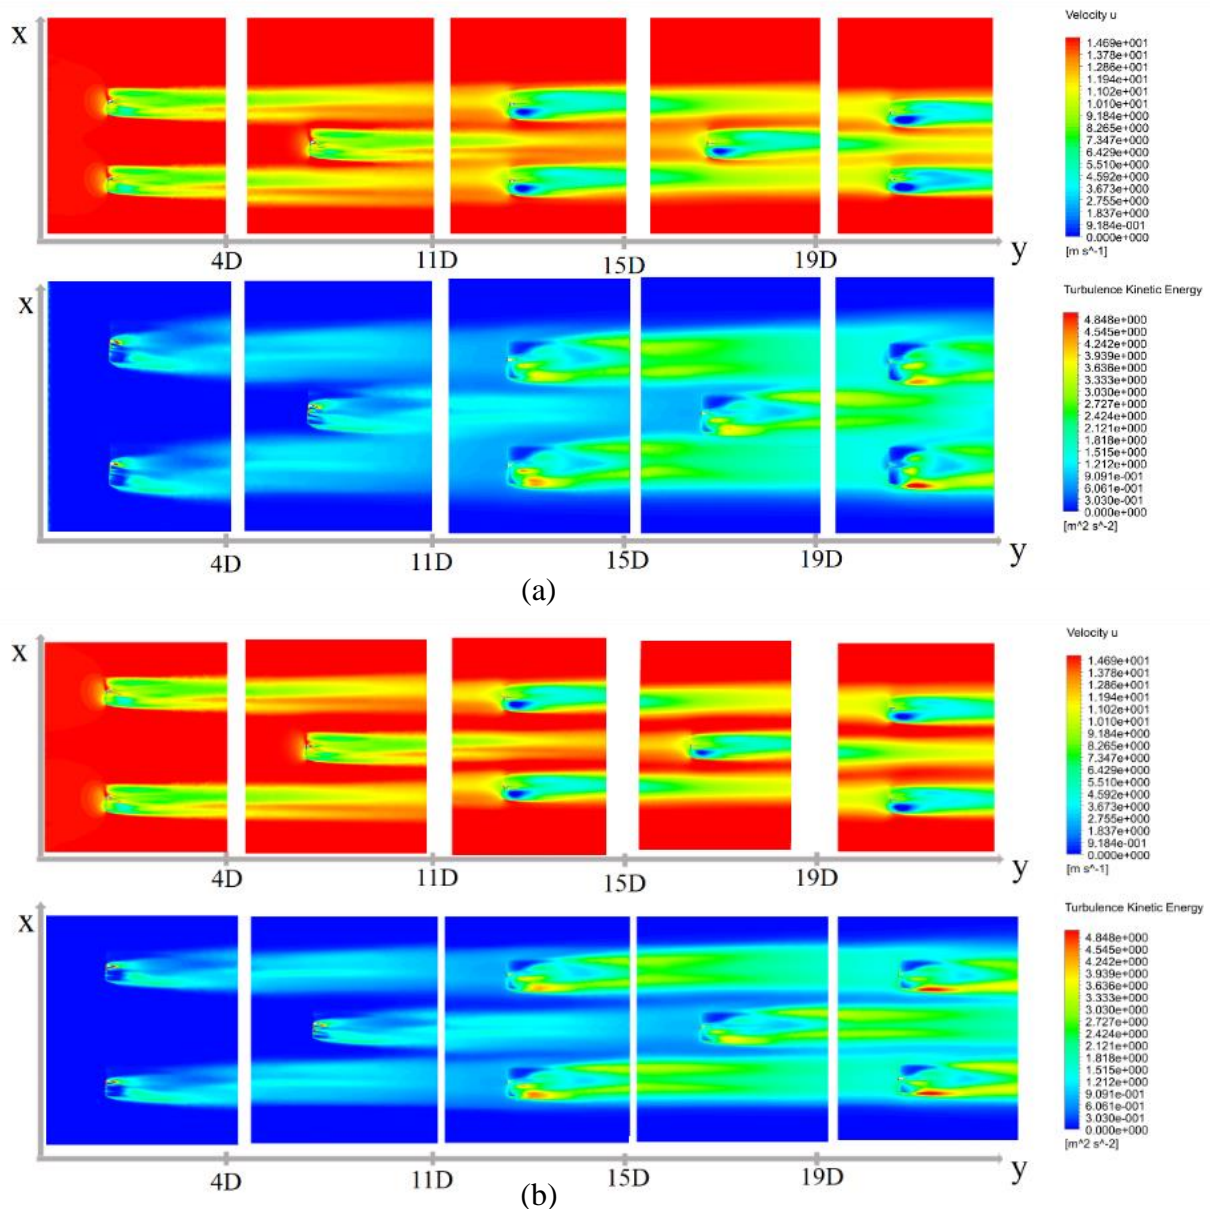 x
4D
11D
15D
19D
y
Velocity u
1.469e+001
1.378e+001
1.286e+001
1.194e+001
1.102e+001
1.010e+001
9.184e+000
8.265e+000
7.347e+000
6.429e+000
5.510e+000
4.592e+000
3.673e+000
2.755e+000
1.837e+000
9.184e-001
0.000e+000
[m s^-1]
x
4D
11D
15D
19D
y
Turbulence Kinetic Energy
4.848e+000
4.545e+000
4.242e+000
3.939e+000
3.636e+000
3.333e+000
3.030e+000
2.727e+000
2.424e+000
2.121e+000
1.818e+000
1.515e+000
1.212e+000
9.091e-001
6.061e-001
3.030e-001
0.000e+000
[m^2 s^-2]
(a)
x
4D
11D
15D
19D
y
Velocity u
1.469e+001
1.378e+001
1.286e+001
1.194e+001
1.102e+001
1.010e+001
9.184e+000
8.265e+000
7.347e+000
6.429e+000
5.510e+000
4.592e+000
3.673e+000
2.755e+000
1.837e+000
9.184e-001
0.000e+000
[m s^-1]
x
4D
11D
15D
19D
y
Turbulence Kinetic Energy
4.848e+000
4.545e+000
4.242e+000
3.939e+000
3.636e+000
3.333e+000
3.030e+000
2.727e+000
2.424e+000
2.121e+000
1.818e+000
1.515e+000
1.212e+000
9.091e-001
6.061e-001
3.030e-001
0.000e+000
[m^2 s^-2]
(b)